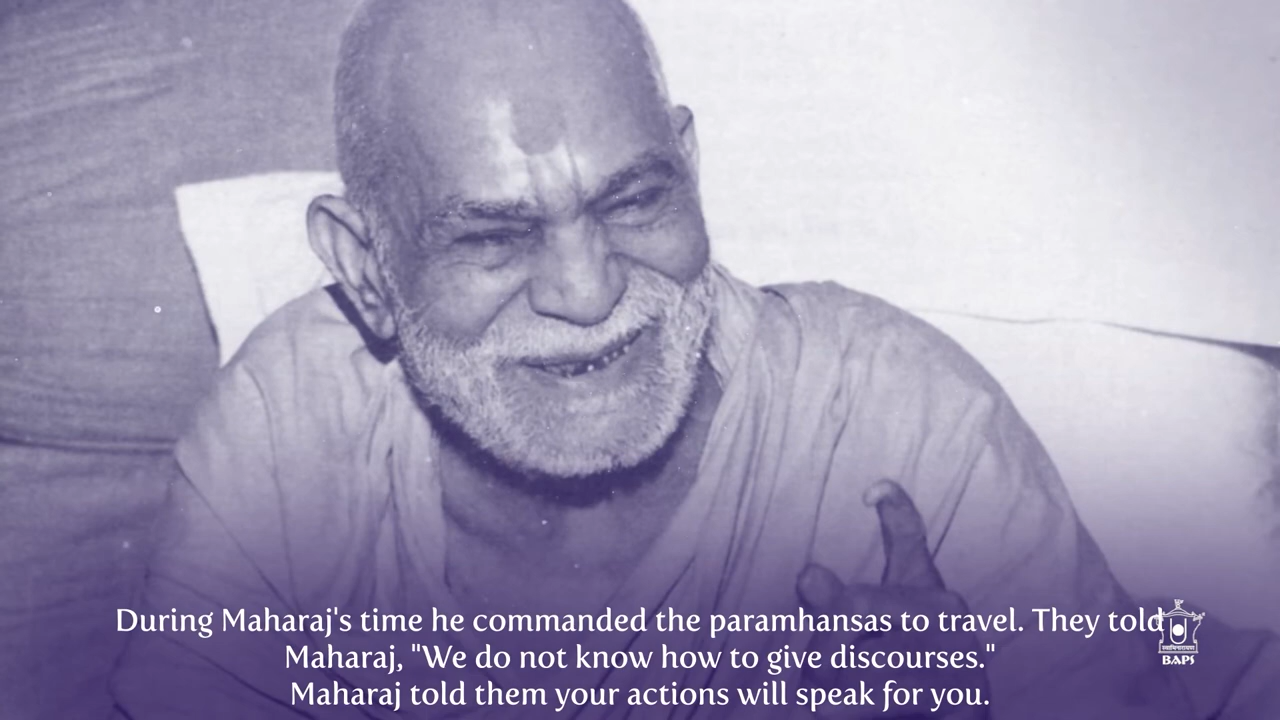 During Maharaj's time he commanded the paramhansas to travel. They told
Maharaj, "We do not know how to give discourses."
Maharaj told them your actions will speak for you.
स्वामिनारायण
BAPS